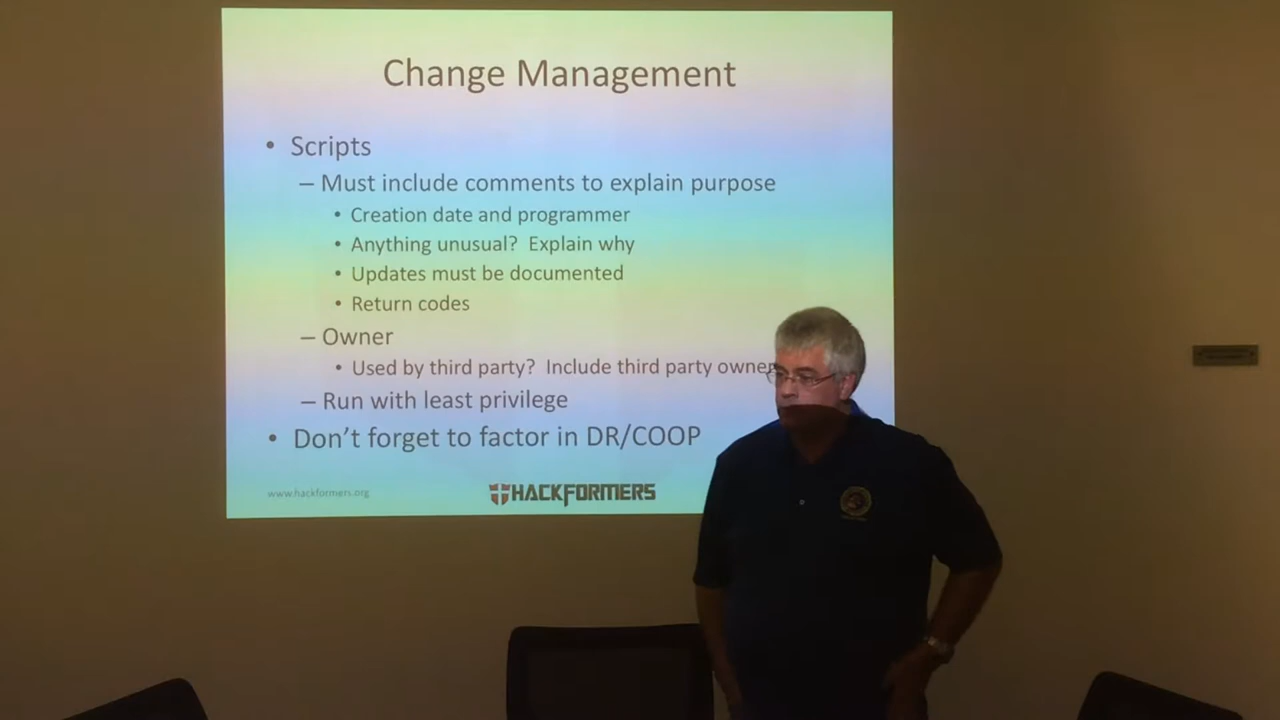 Change Management
• Scripts
– Must include comments to explain purpose
• Creation date and programmer
• Anything unusual? Explain why
• Updates must be documented
• Return codes
– Owner
• Used by third party? Include third party owner
– Run with least privilege
• Don't forget to factor in DR/COOP
www.hackformers.org
HACKFORMERS